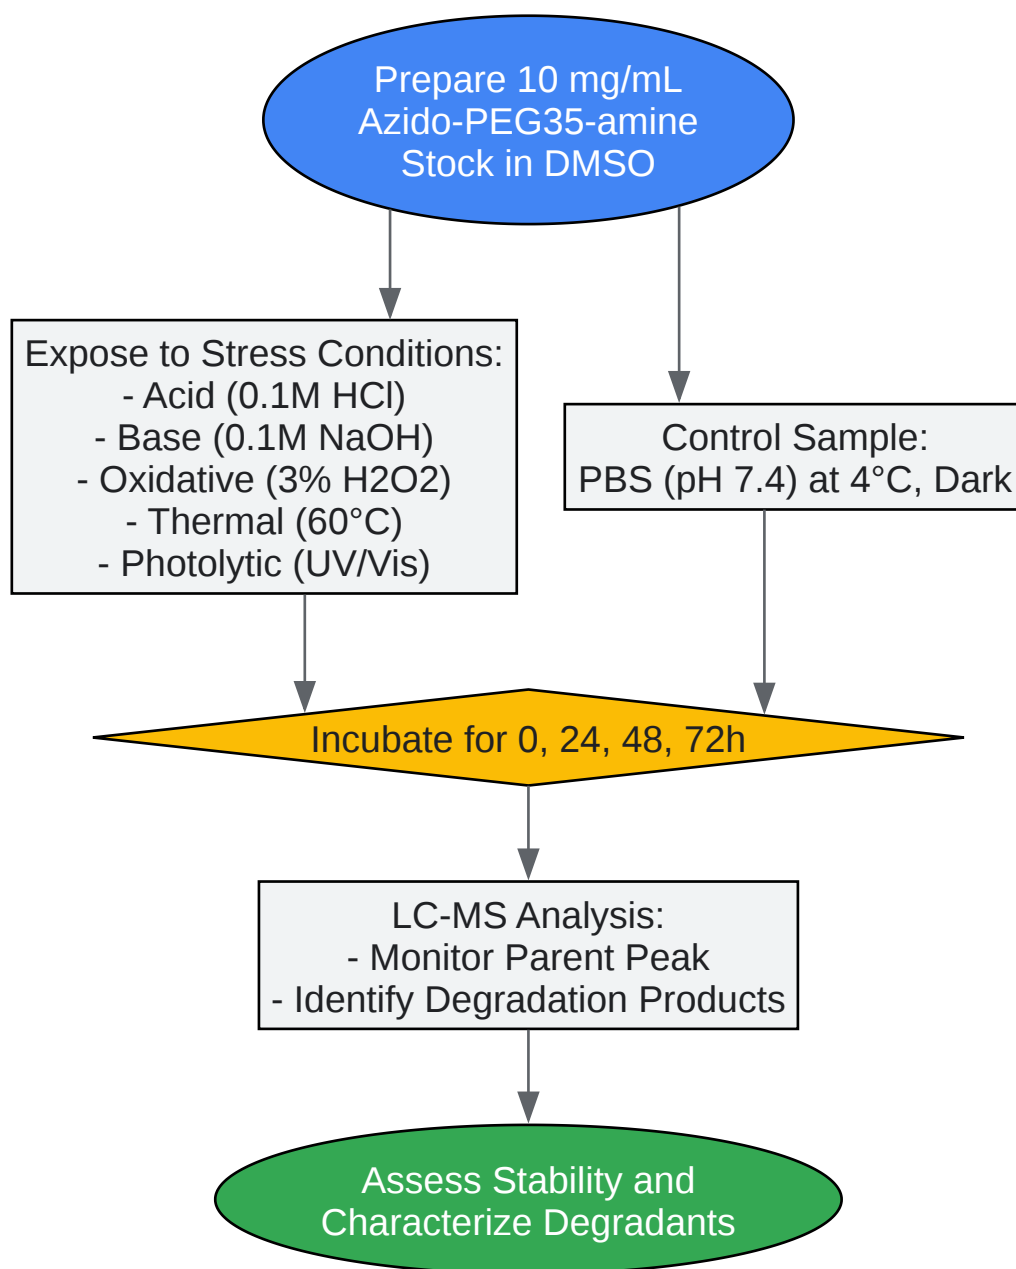 Prepare 10 mg/mL
Azido-PEG35-amine
Stock in DMSO
Expose to Stress Conditions:
- Acid (0.1M HCl)
- Base (0.1M NaOH)
- Oxidative (3% H2O2)
- Thermal (60°C)
- Photolytic (UV/Vis)
Control Sample:
PBS (pH 7.4) at 4°C, Dark
Incubate for 0, 24, 48, 72h
LC-MS Analysis:
- Monitor Parent Peak
- Identify Degradation Products
Assess Stability and
Characterize Degradants